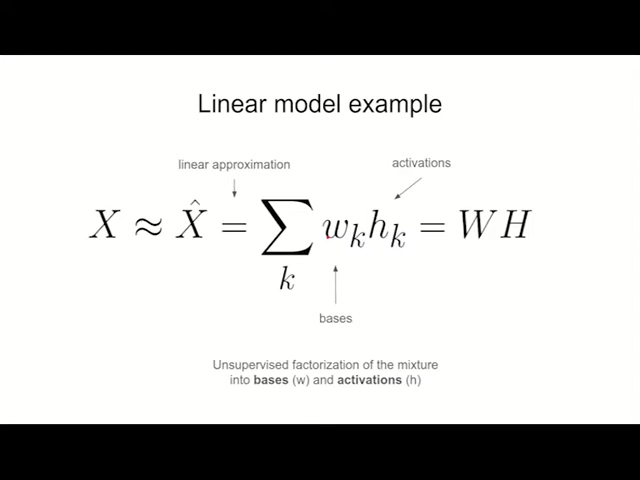 Linear model example
linear approximation
activations
X ≈ X̂ = ∑ₖ wₖhₖ = WH
bases
Unsupervised factorization of the mixture
into bases (w) and activations (h)